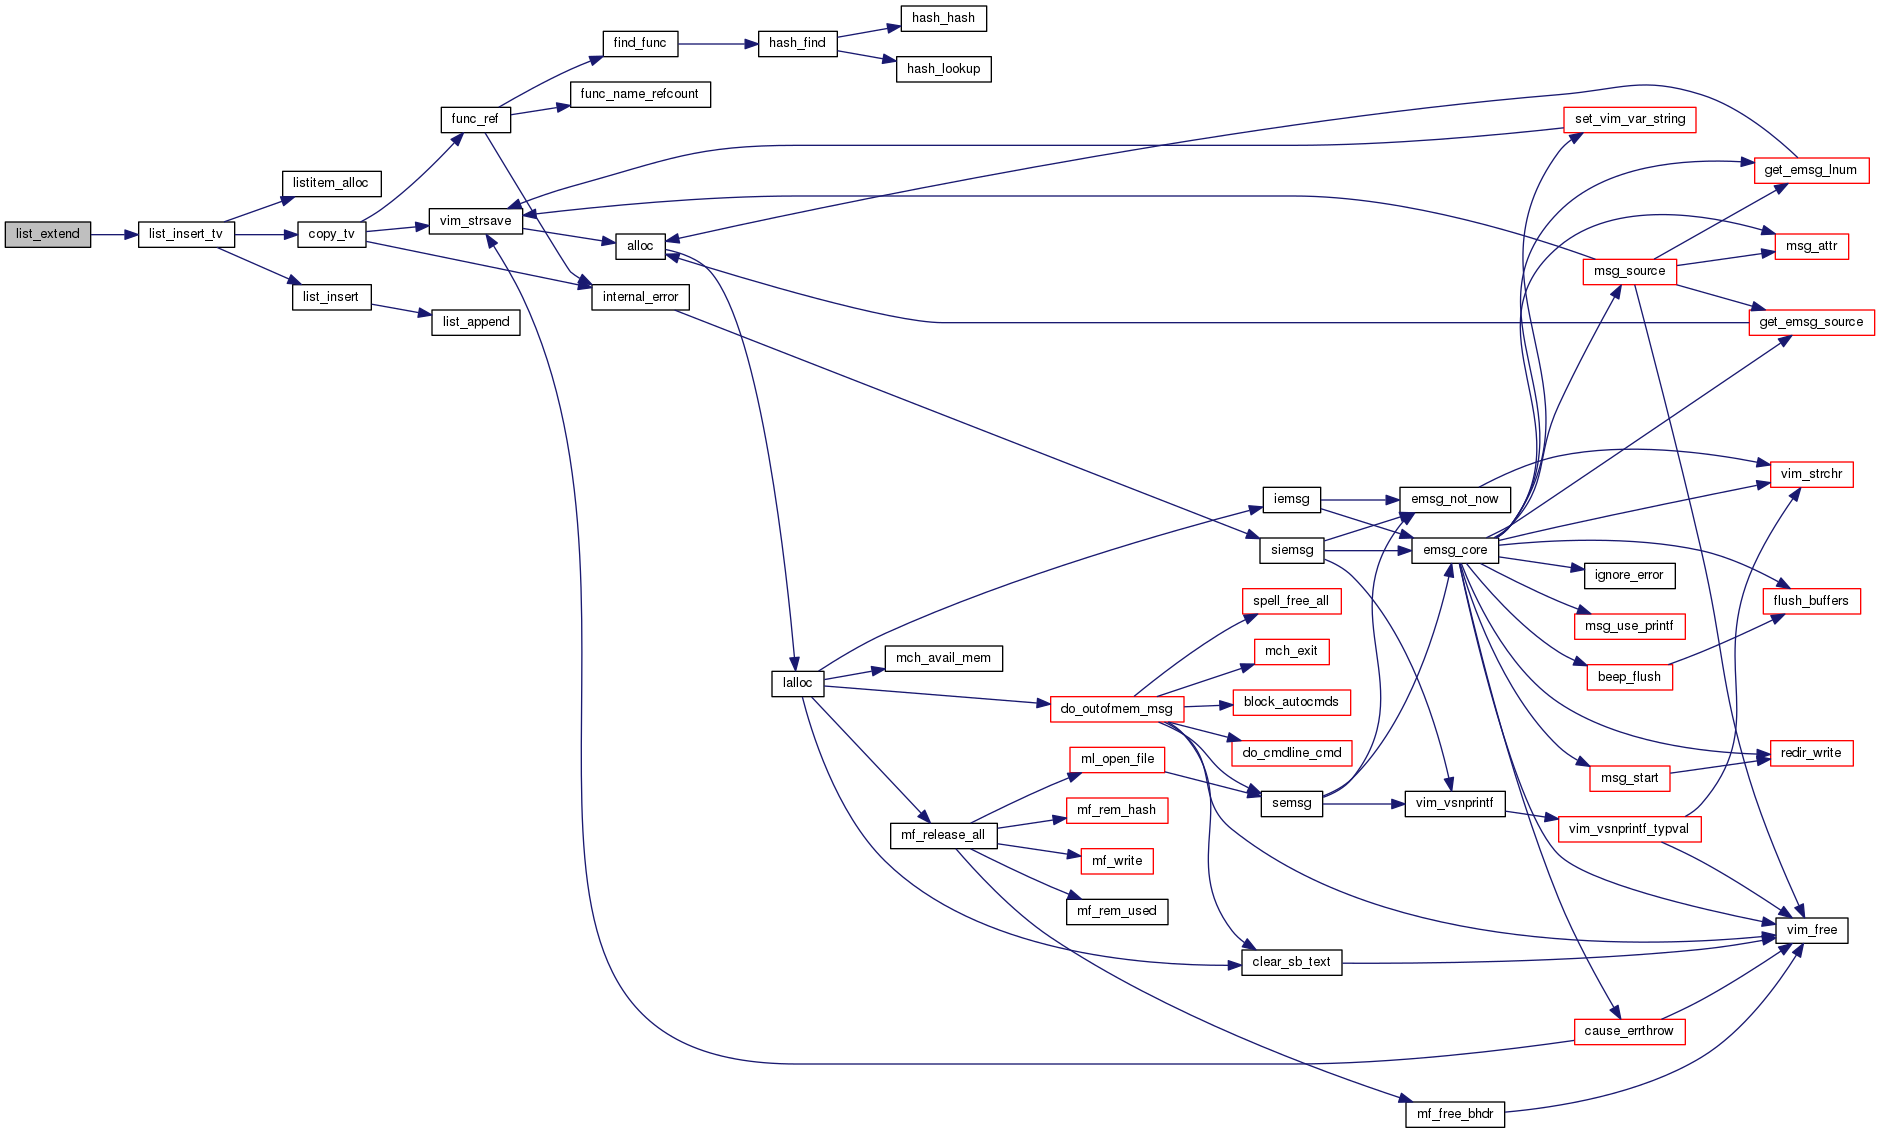 list_extend
list_insert_tv
listitem_alloc
copy_tv
list_insert
func_ref
vim_strsave
list_append
find_func
func_name_refcount
alloc
internal_error
hash_find
hash_hash
hash_lookup
lalloc
mch_avail_mem
mf_release_all
do_outofmem_msg
ml_open_file
mf_rem_hash
mf_write
mf_rem_used
iemsg
siemsg
spell_free_all
mch_exit
block_autocmds
do_cmdline_cmd
semsg
clear_sb_text
emsg_not_now
emsg_core
vim_vsnprintf
mf_free_bhdr
set_vim_var_string
msg_source
ignore_error
msg_use_printf
beep_flush
msg_start
vim_vsnprintf_typval
cause_errthrow
get_emsg_lnum
msg_attr
get_emsg_source
vim_strchr
flush_buffers
redir_write
vim_free